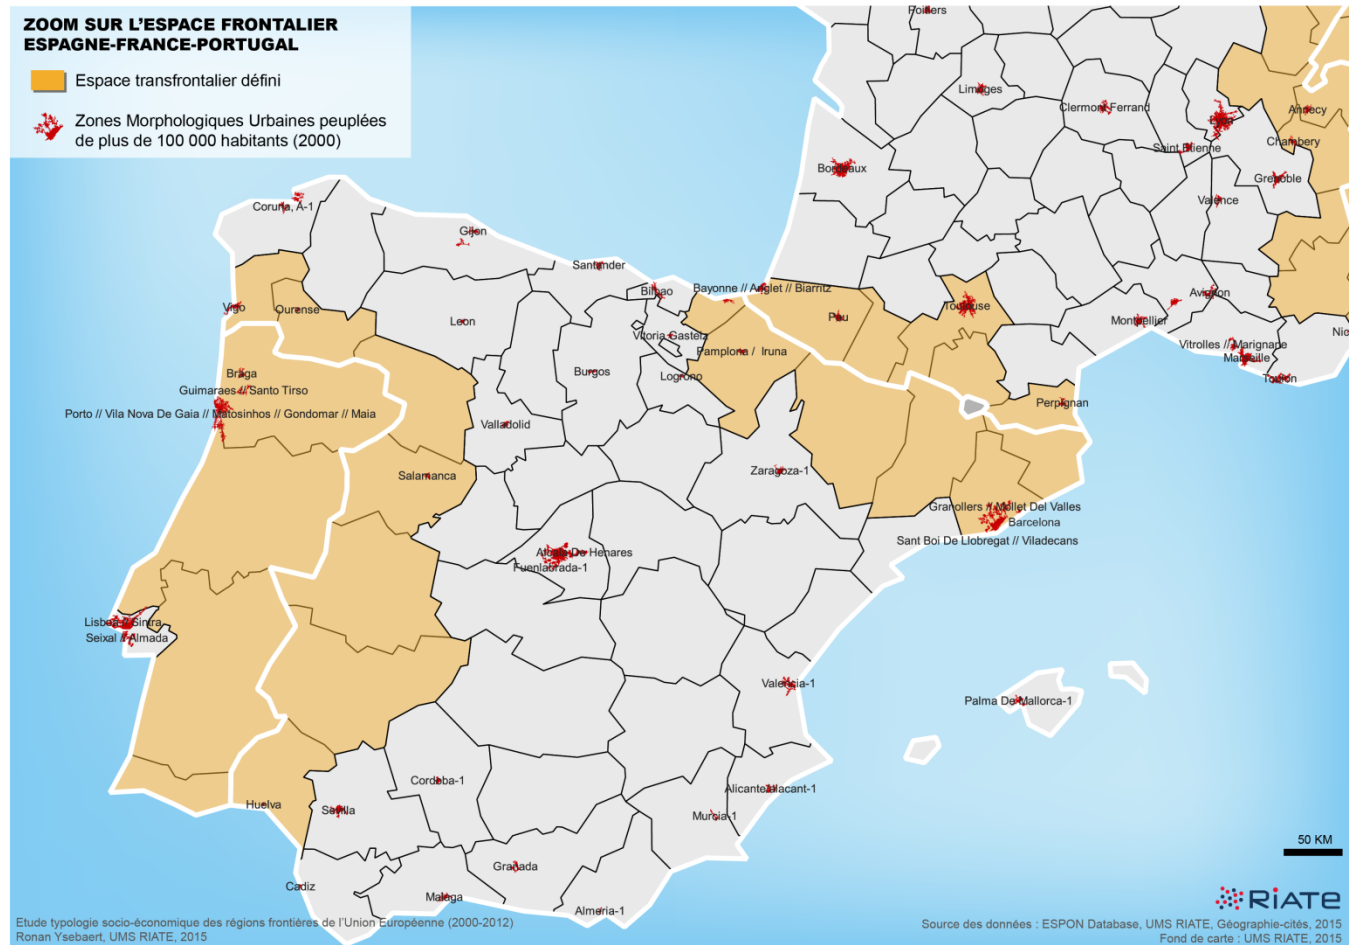 ZOOM SUR L'ESPACE FRONTALIER
ESPAGNE-FRANCE-PORTUGAL
Espace transfrontalier défini
Zones Morphologiques Urbaines peuplées
de plus de 100 000 habitants (2000)
Poitiers
Limoges
Clermont Ferrand
Lyon
Annecy
Saint Etienne
Chambery
Bordeaux
Grenoble
Valence
Coruna, A-1
Gijon
Santander
Bilbao
Bayonne // Anglet // Biarritz
Avignon
Vigo
Ourense
Leon
Pau
Toulouse
Montpellier
Vitoria Gasteiz
Nic
Vitrolles // Marignane
Pamplona / Iruna
Marseille
Braga
Burgos
Logrono
Toulon
Guimaraes // Santo Tirso
Perpignan
Porto // Vila Nova De Gaia // Matosinhos // Gondomar // Maia
Valladolid
Salamanca
Zaragoza-1
Granollers // Mollet Del Valles
Barcelona
Sant Boi De Llobregat // Viladecans
Alcala De Henares
Fuenlabrada-1
Lisboa // Sintra
Seixal // Almada
Valencia-1
Palma De Mallorca-1
Cordoba-1
Alicante/Alacant-1
Huelva
Sevilla
Murcia-1
50 KM
Granada
Cadiz
Malaga
Almeria-1
RIATE
Etude typologie socio-économique des régions frontières de l'Union Européenne (2000-2012)
Ronan Ysebaert, UMS RIATE, 2015
Source des données : ESPON Database, UMS RIATE, Géographie-cités, 2015
Fond de carte : UMS RIATE, 2015